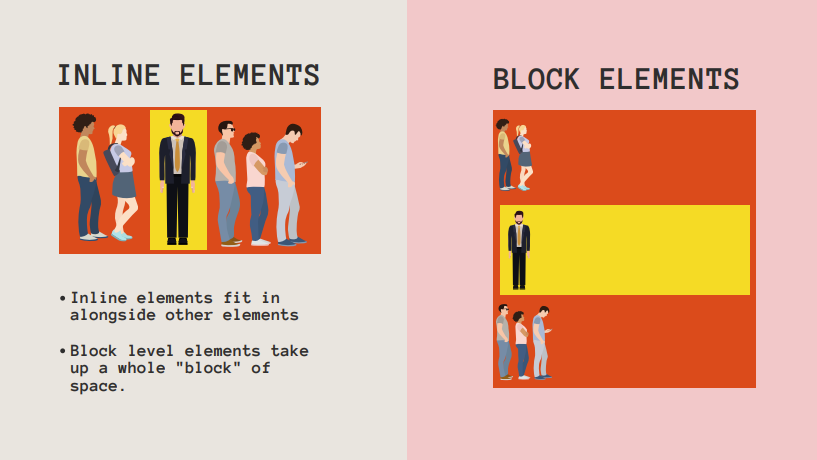 INLINE ELEMENTS
• Inline elements fit in
alongside other elements
• Block level elements take
up a whole "block" of
space.
BLOCK ELEMENTS